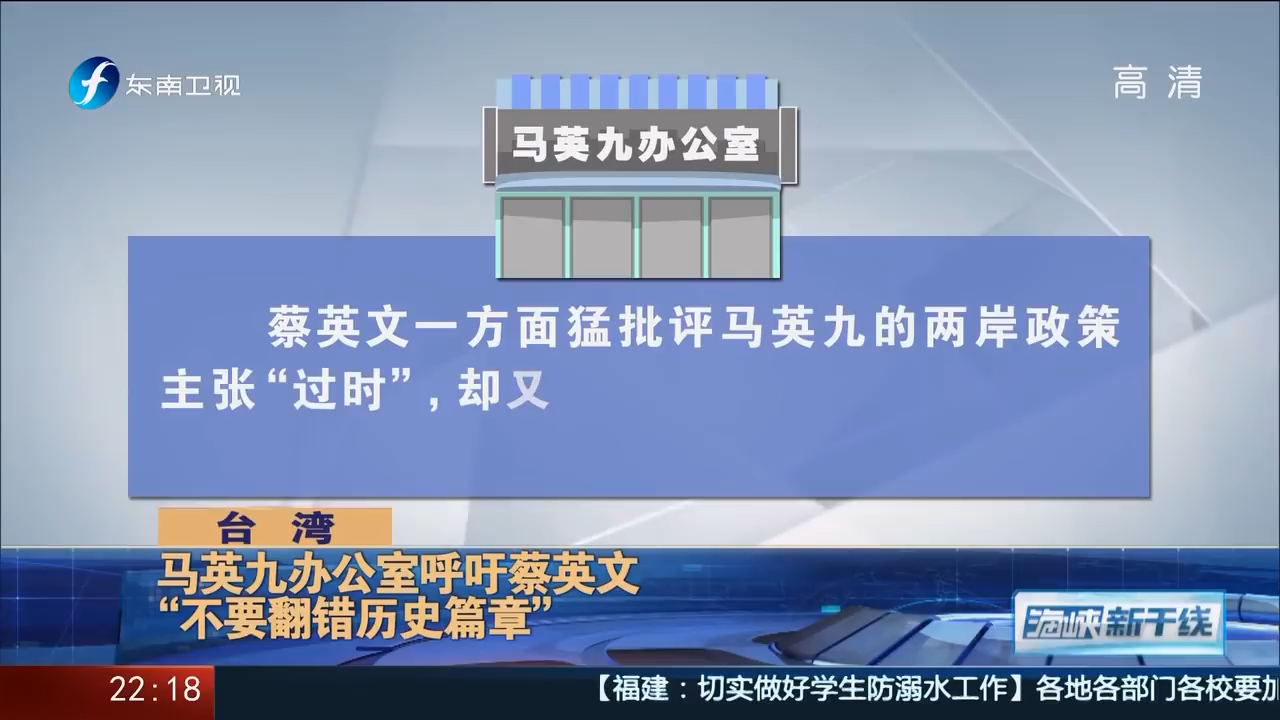 东南卫视
高清
马英九办公室
蔡英文一方面猛批评马英九的两岸政策
主张“过时”,却又
台湾
马英九办公室呼吁蔡英文
“不要翻错历史篇章”
海峡新干线
22:18
【福建:切实做好学生防溺水工作】各地各部门各校要加